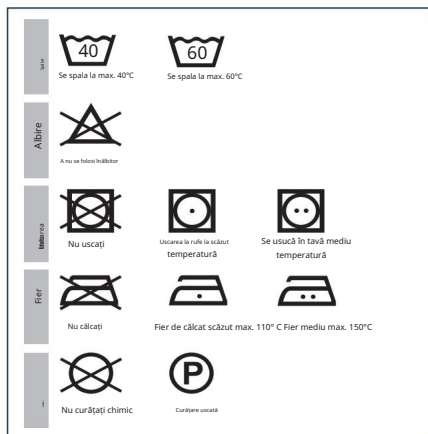 40
60
Se spala la max. 40°C
Se spala la max. 60°C
Albire
A nu se folosi înălbitor
Nu uscați
Uscarea la rufe la scăzut
temperatură
Se usucă în tavă mediu
temperatură
Fier
Nu călcați
Fier de călcat scăzut max. 110° C Fier mediu max. 150°C
P
Nu curățați chimic
Curățare uscată